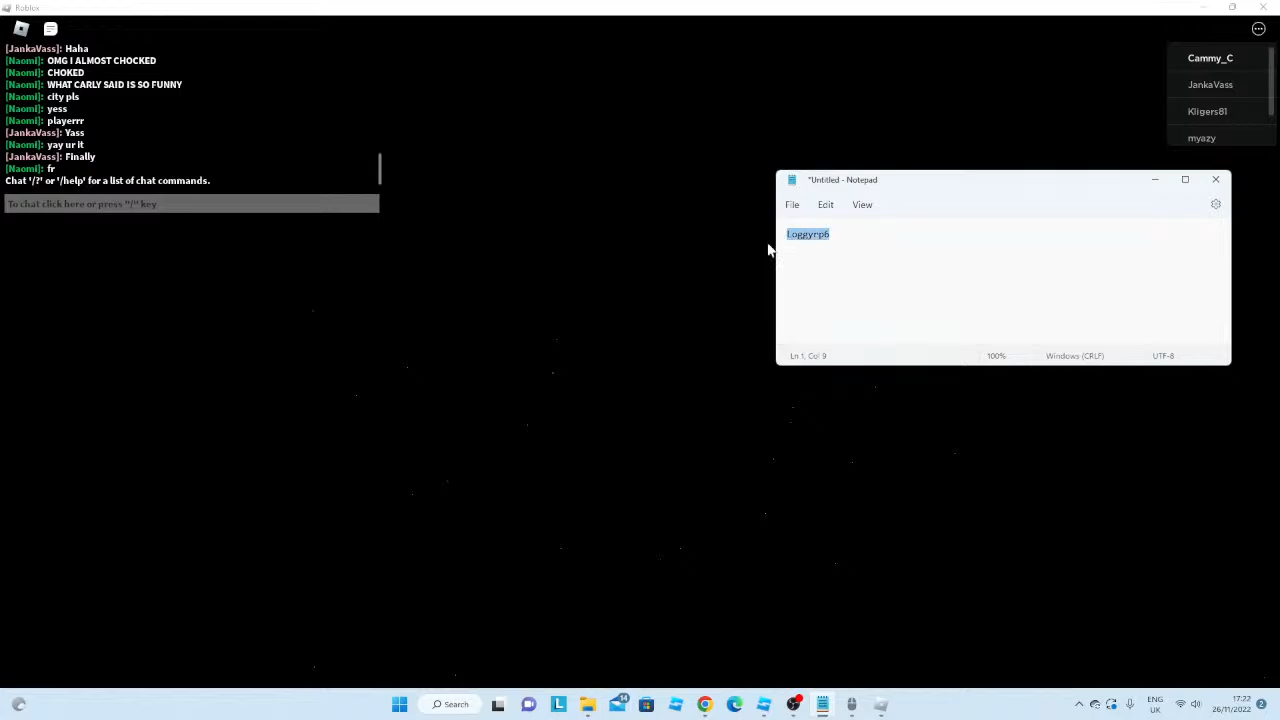 Roblox
[JankaVass]: Haha
[Naomi]: OMG I ALMOST CHOCKED
[Naomi]: CHOKED
[Naomi]: WHAT CARLY SAID IS SO FUNNY
[Naomi]: city pls
[Naomi]: yess
[Naomi]: playerrr
[JankaVass]: Yass
[Naomi]: yay ur it
[JankaVass]: Finally
[Naomi]: fr
Chat '/?' or '/help' for a list of chat commands.
To chat click here or press "/" key
Cammy_C
JankaVass
Kligers81
myazy
*Untitled - Notepad
File Edit View
Loggyrp6
Ln 1, Col 9 100% Windows (CRLF) UTF-8
Search
14
ENG
UK
17:22
26/11/2022
2